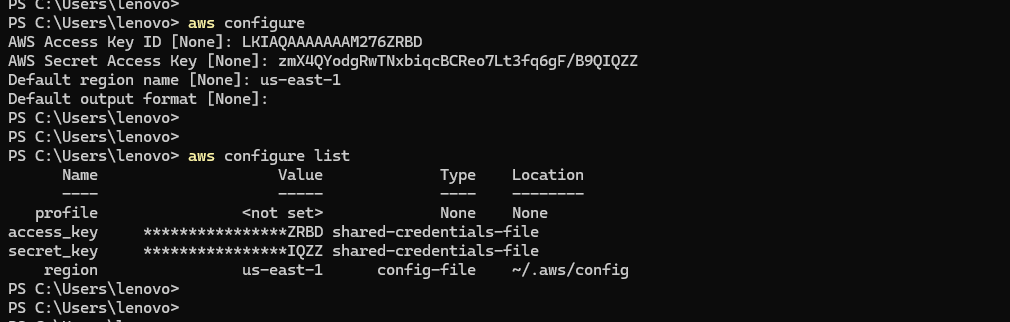 PS C:\Users\lenovo>
PS C:\Users\lenovo> aws configure
AWS Access Key ID [None]: LKIAQAAAAAAAM276ZRBD
AWS Secret Access Key [None]: zmX4QYodgRwTNxbiqcBCReo7Lt3fq6gF/B9QIQZZ
Default region name [None]: us-east-1
Default output format [None]:
PS C:\Users\lenovo>
PS C:\Users\lenovo>
PS C:\Users\lenovo> aws configure list
      Name                    Value             Type    Location
      ----                    -----             ----    --------
   profile                <not set>             None    None
access_key     ****************ZRBD shared-credentials-file
secret_key     ****************IQZZ shared-credentials-file
    region                us-east-1      config-file    ~/.aws/config
PS C:\Users\lenovo>
PS C:\Users\lenovo>